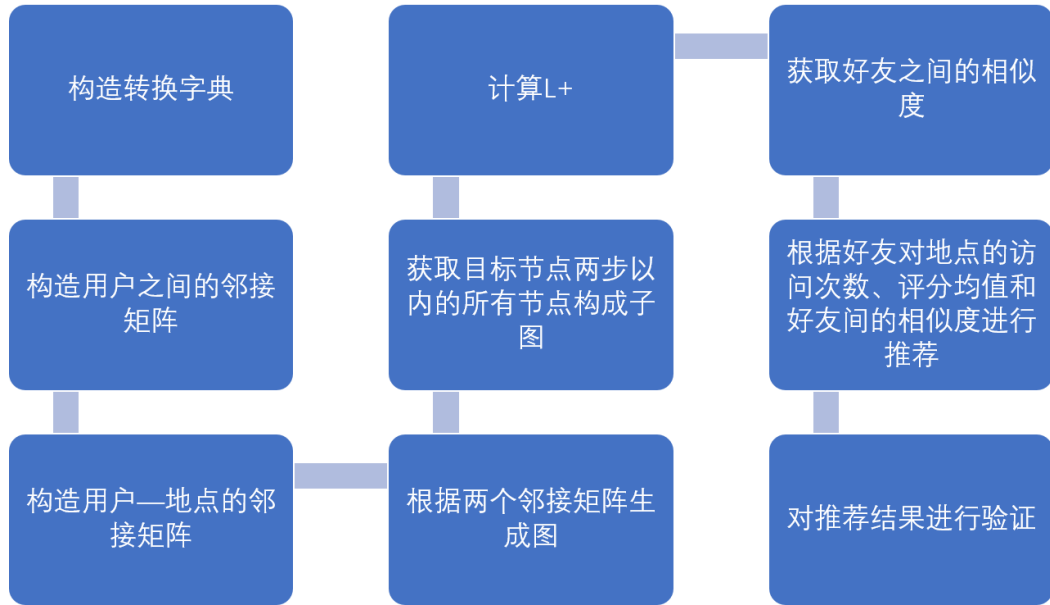 构造转换字典
构造用户之间的邻接
矩阵
构造用户—地点的邻
接矩阵
根据两个邻接矩阵生
成图
获取目标节点两步以
内的所有节点构成子
图
计算L+
获取好友之间的相似
度
根据好友对地点的访
问次数、评分均值和
好友间的相似度进行
推荐
对推荐结果进行验证